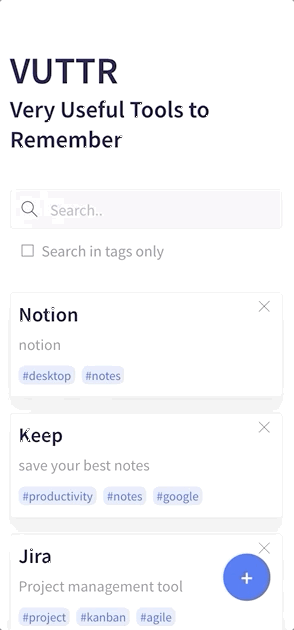 VUTTR
Very Useful Tools to
Remember
Search..
Search in tags only
Notion
notion
#desktop #notes
Keep
save your best notes
#productivity #notes #google
Jira
Project management tool
+
#project #kanban #agile